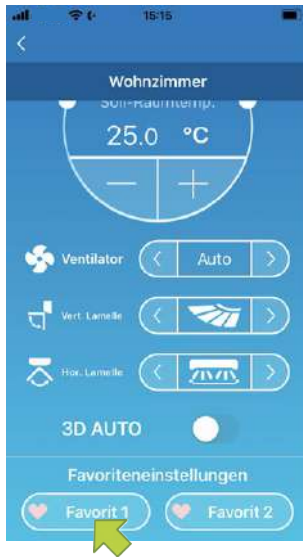 15:15
Wohnzimmer
Soll-Raumtemp.
25.0 °C
Ventilator
Auto
Vert. Lamelle
Hor. Lamelle
3D AUTO
Favoriteneinstellungen
Favorit 1 Favorit 2